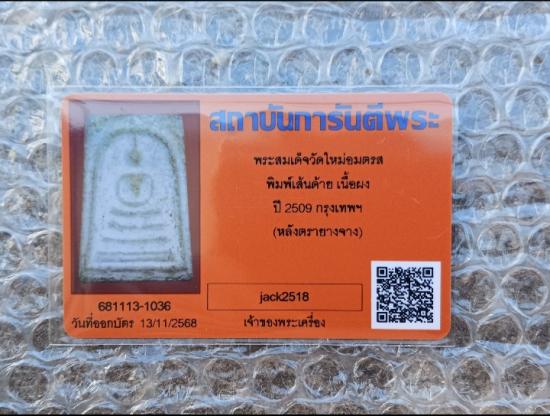 สถาบันการันตีพระ
พระสมเด็จวัดใหม่อมตรส
พิมพ์เส้นด้าย เนื้อผง
ปี 2509 กรุงเทพฯ
(หลังตรายางจาง)
jack2518
681113-1036
วันที่ออกบัตร 13/11/2568
เจ้าของพระเครื่อง